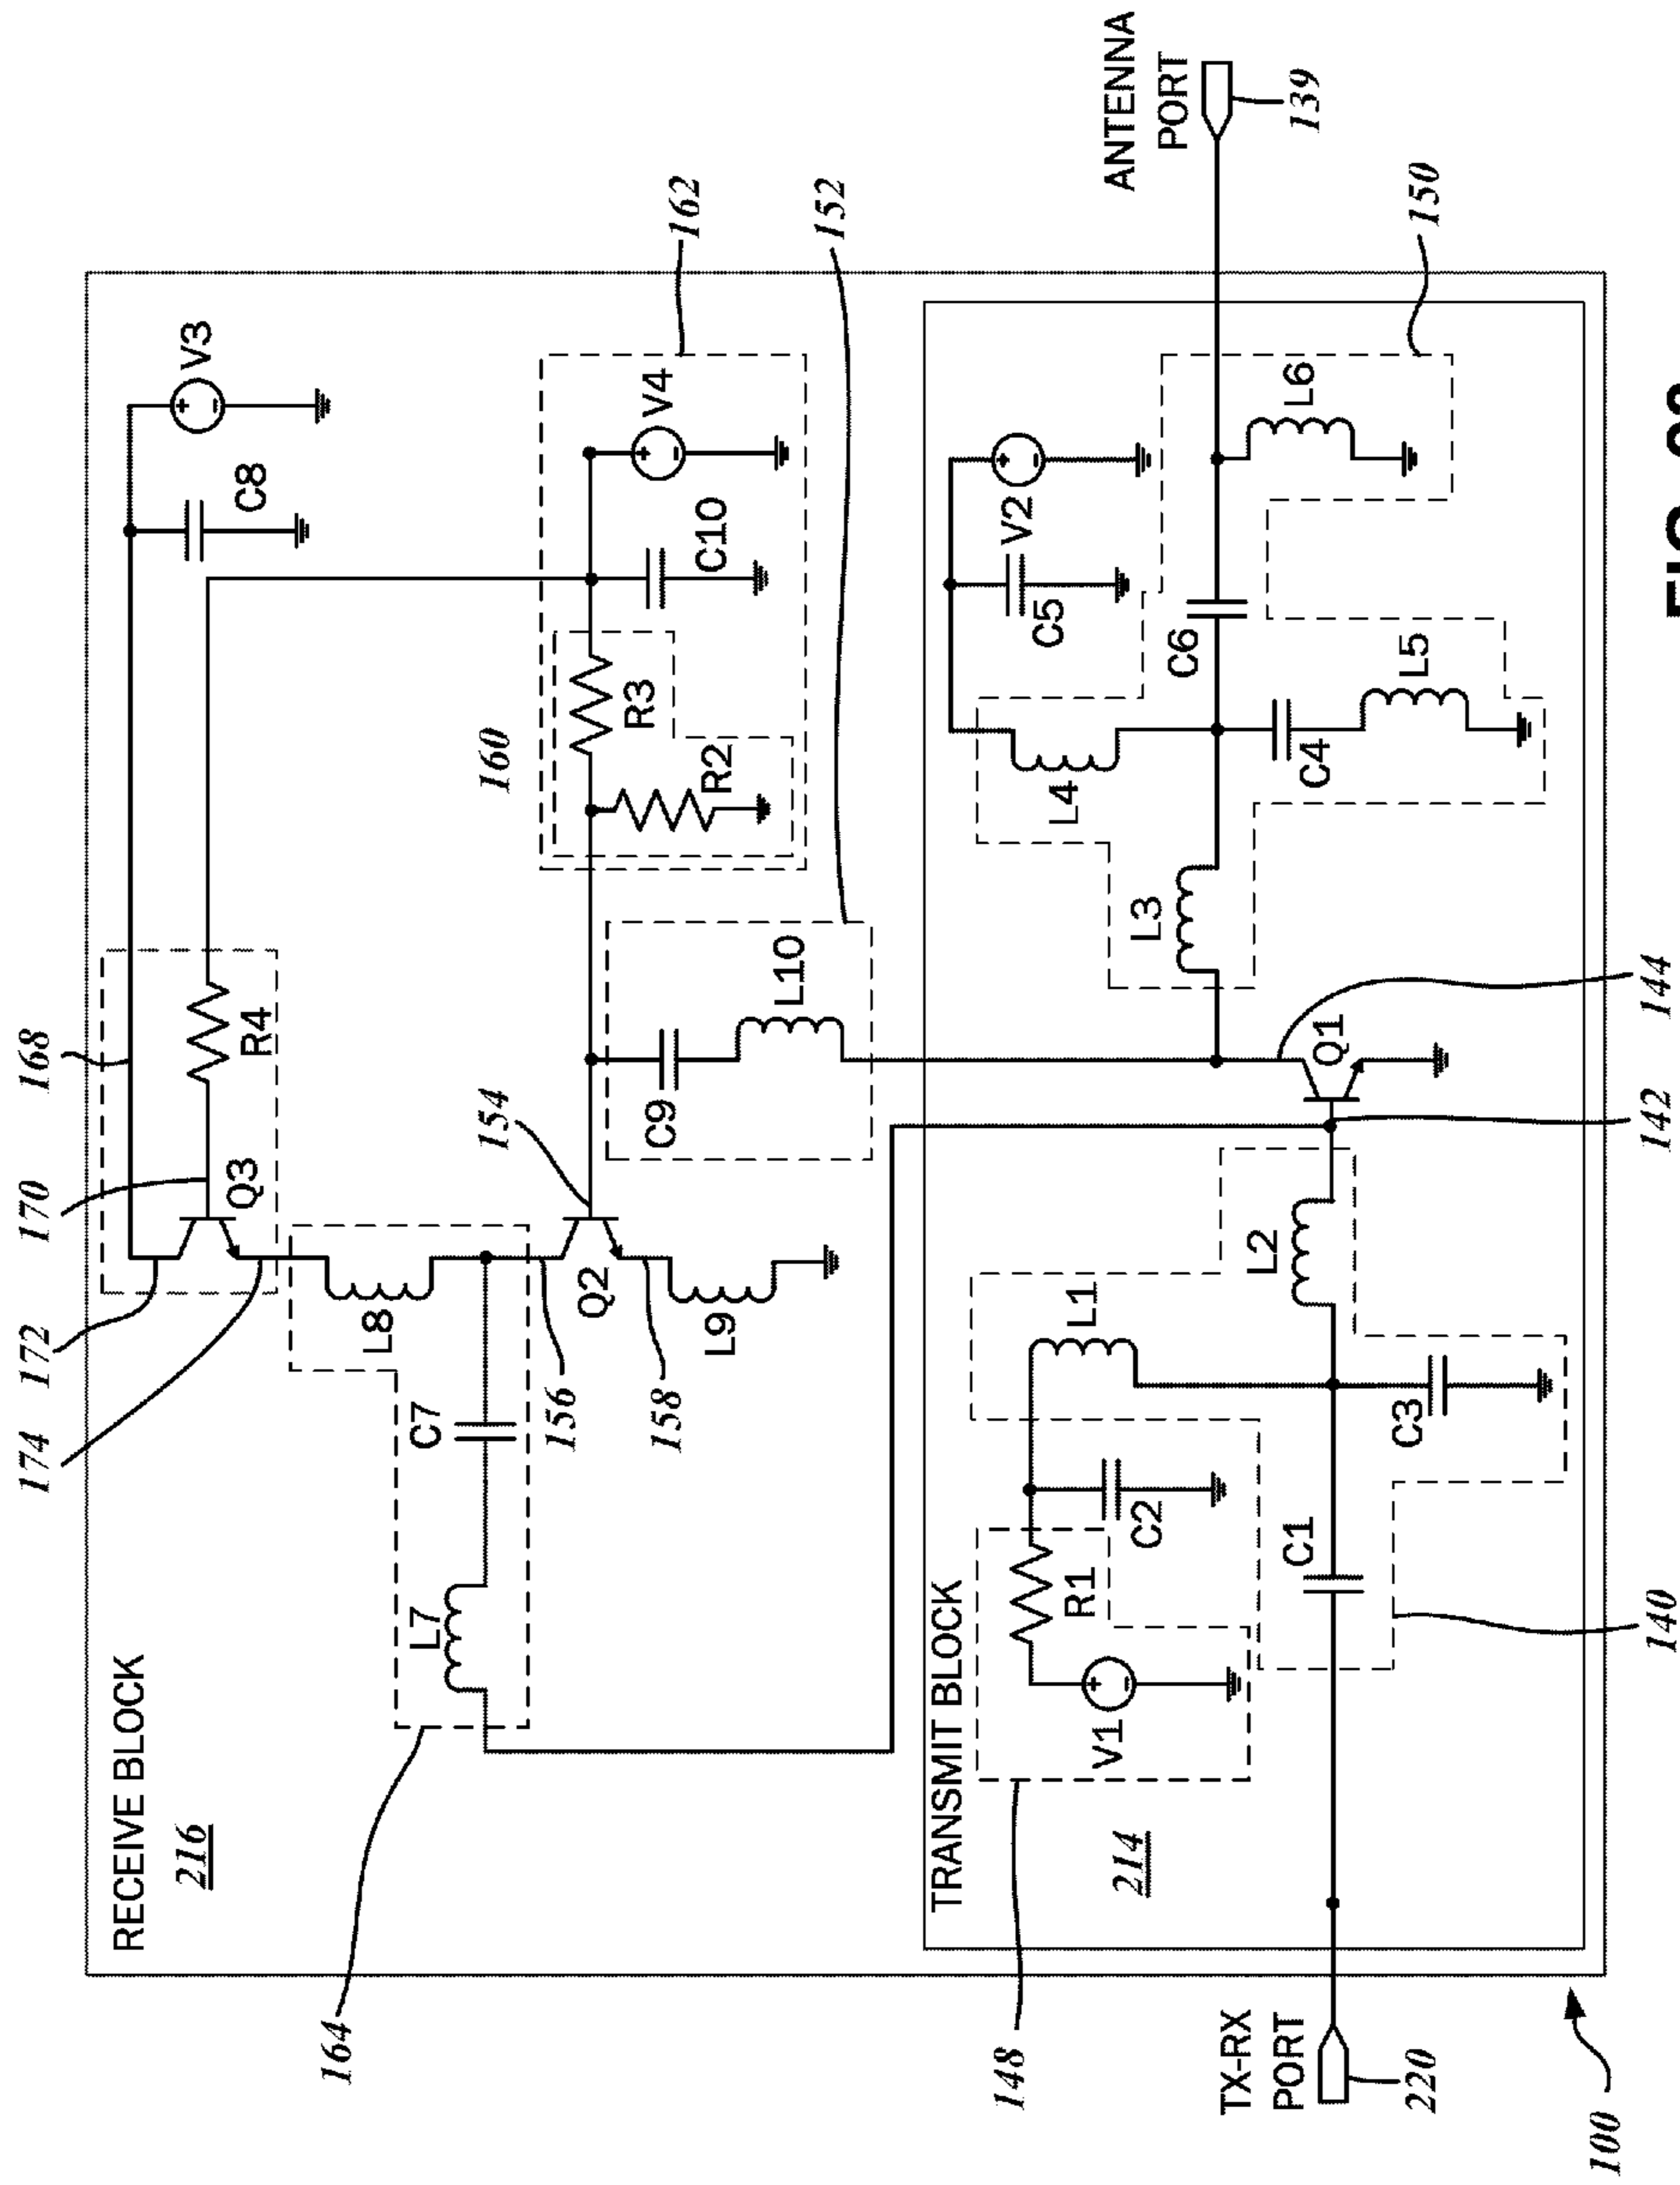 174
172
170
168
RECEIVE BLOCK
216
Q3
R4
C8
V3
164
L7
C7
L8
154
160
156
Q2
158
L9
R3
R2
C10
V4
162
C9
L10
152
TRANSMIT BLOCK
214
148
V1
R1
C2
L1
L2
L3
L4
C5
V2
ANTENNA
PORT
139
C6
TX-RX
PORT
220
C1
C3
Q1
C4
L5
L6
150
100
140
142
144
FIG